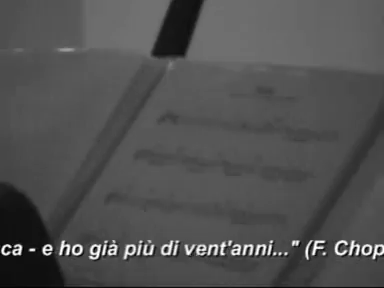 ca - e ho già più di vent'anni..." (F. Chop